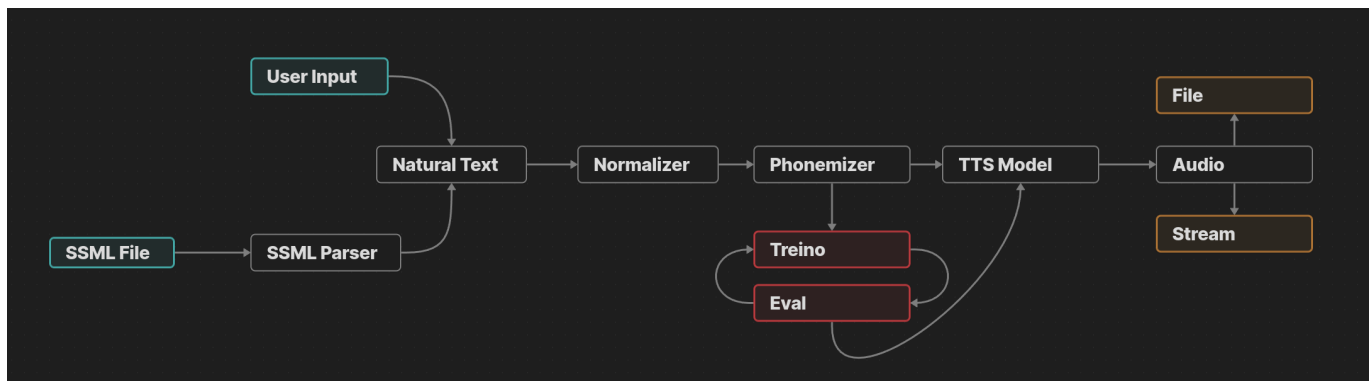 User Input
File
Natural Text
Normalizer
Phonemizer
TTS Model
Audio
SSML File
SSML Parser
Treino
Stream
Eval